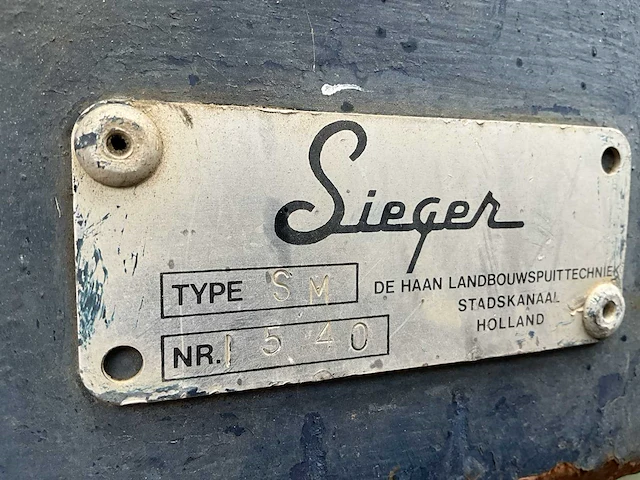 Sieger
TYPE SM
DE HAAN LANDBOUWSPUITTECHNIEK
STADSKANAAL
HOLLAND
NR. 1540